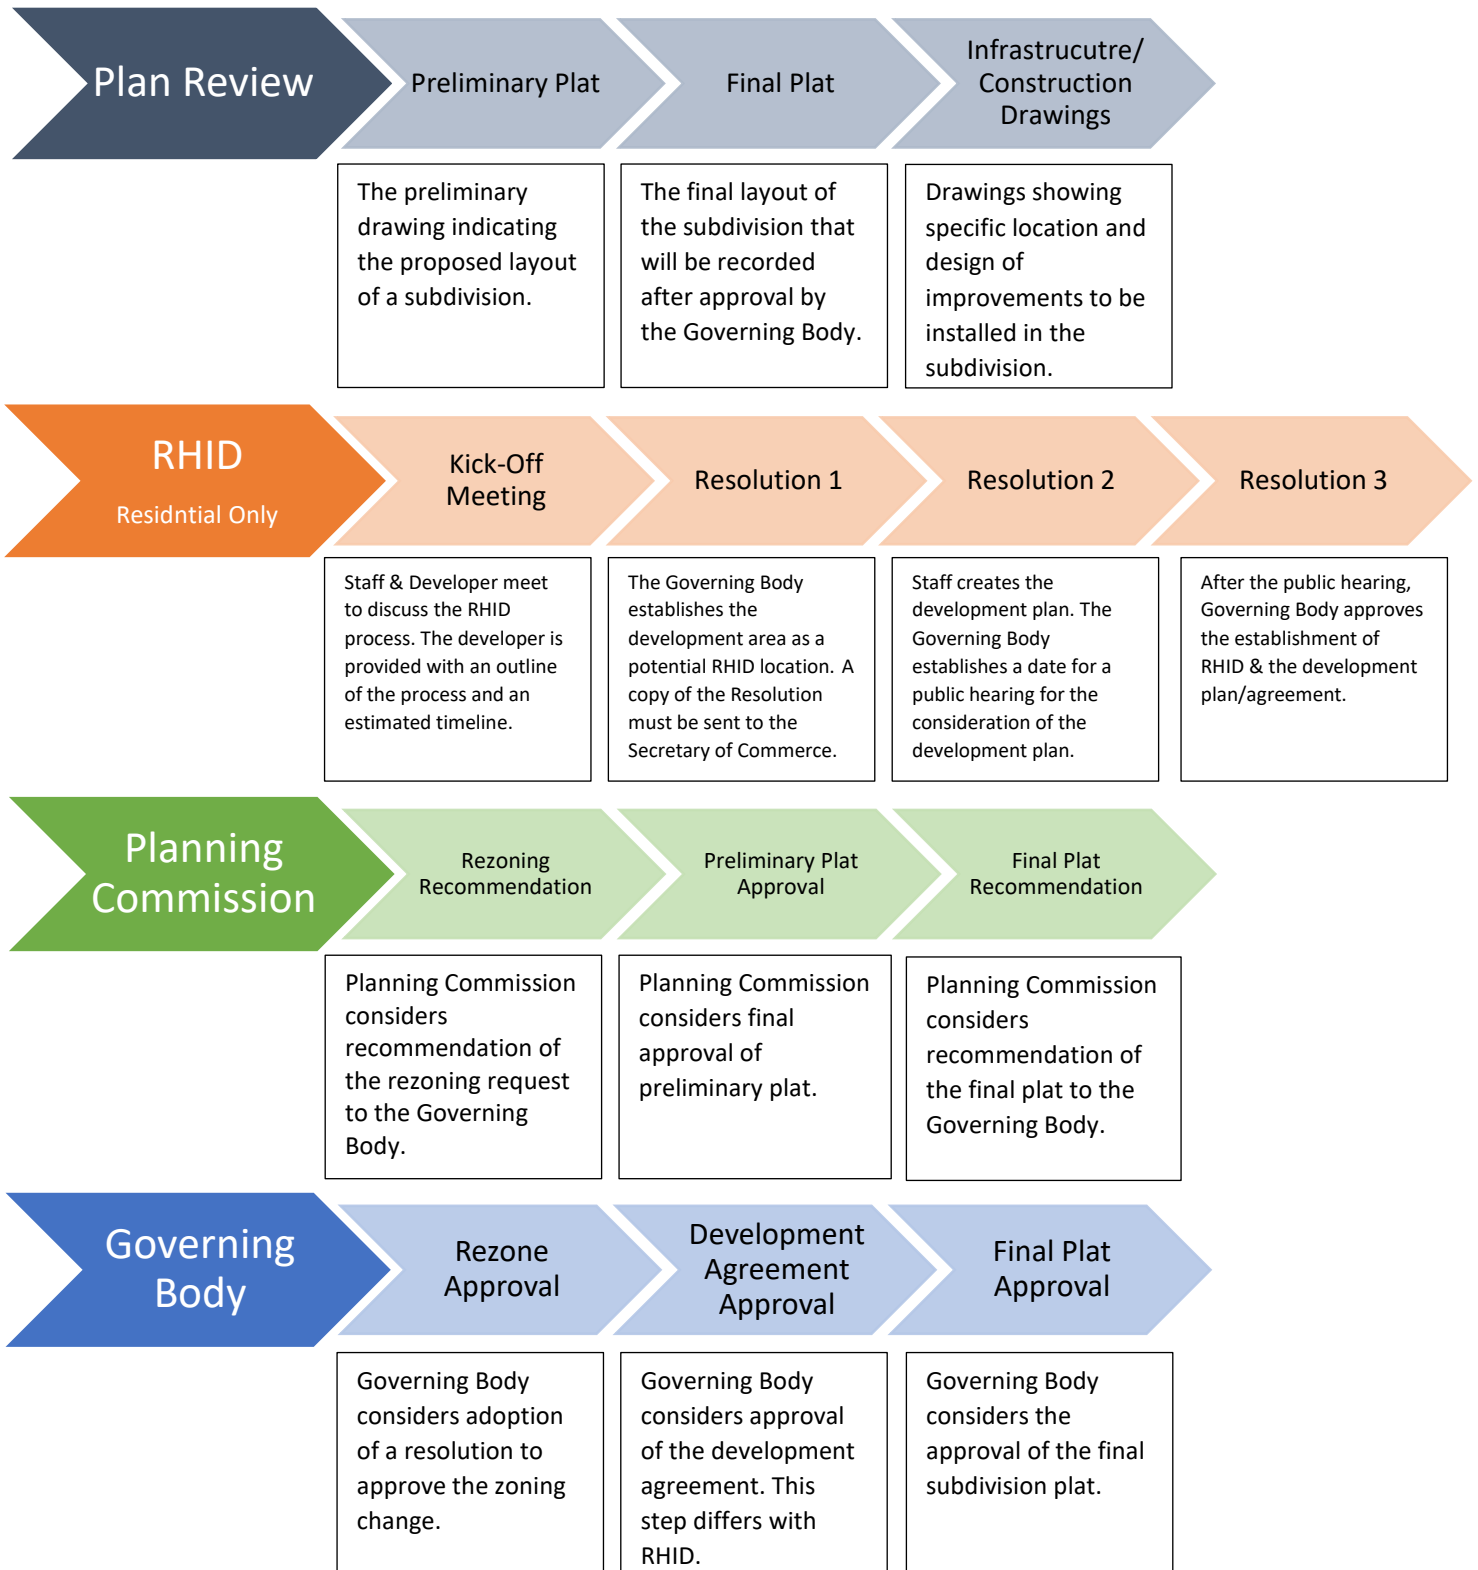 Plan Review
Preliminary Plat
Final Plat
Infrastrucutre/
Construction
Drawings
The preliminary
drawing indicating
the proposed layout
of a subdivision.
The final layout of
the subdivision that
will be recorded
after approval by
the Governing Body.
Drawings showing
specific location and
design of
improvements to be
installed in the
subdivision.
RHID
Residntial Only
Kick-Off
Meeting
Resolution 1
Resolution 2
Resolution 3
Staff & Developer meet
to discuss the RHID
process. The developer is
provided with an outline
of the process and an
estimated timeline.
The Governing Body
establishes the
development area as a
potential RHID location. A
copy of the Resolution
must be sent to the
Secretary of Commerce.
Staff creates the
development plan. The
Governing Body
establishes a date for a
public hearing for the
consideration of the
development plan.
After the public hearing,
Governing Body approves
the establishment of
RHID & the development
plan/agreement.
Planning
Commission
Rezoning
Recommendation
Preliminary Plat
Approval
Final Plat
Recommendation
Planning Commission
considers
recommendation of
the rezoning request
to the Governing
Body.
Planning Commission
considers final
approval of
preliminary plat.
Planning Commission
considers
recommendation of
the final plat to the
Governing Body.
Governing
Body
Rezone
Approval
Development
Agreement
Approval
Final Plat
Approval
Governing Body
considers adoption
of a resolution to
approve the zoning
change.
Governing Body
considers approval
of the development
agreement. This
step differs with
RHID.
Governing Body
considers the
approval of the final
subdivision plat.